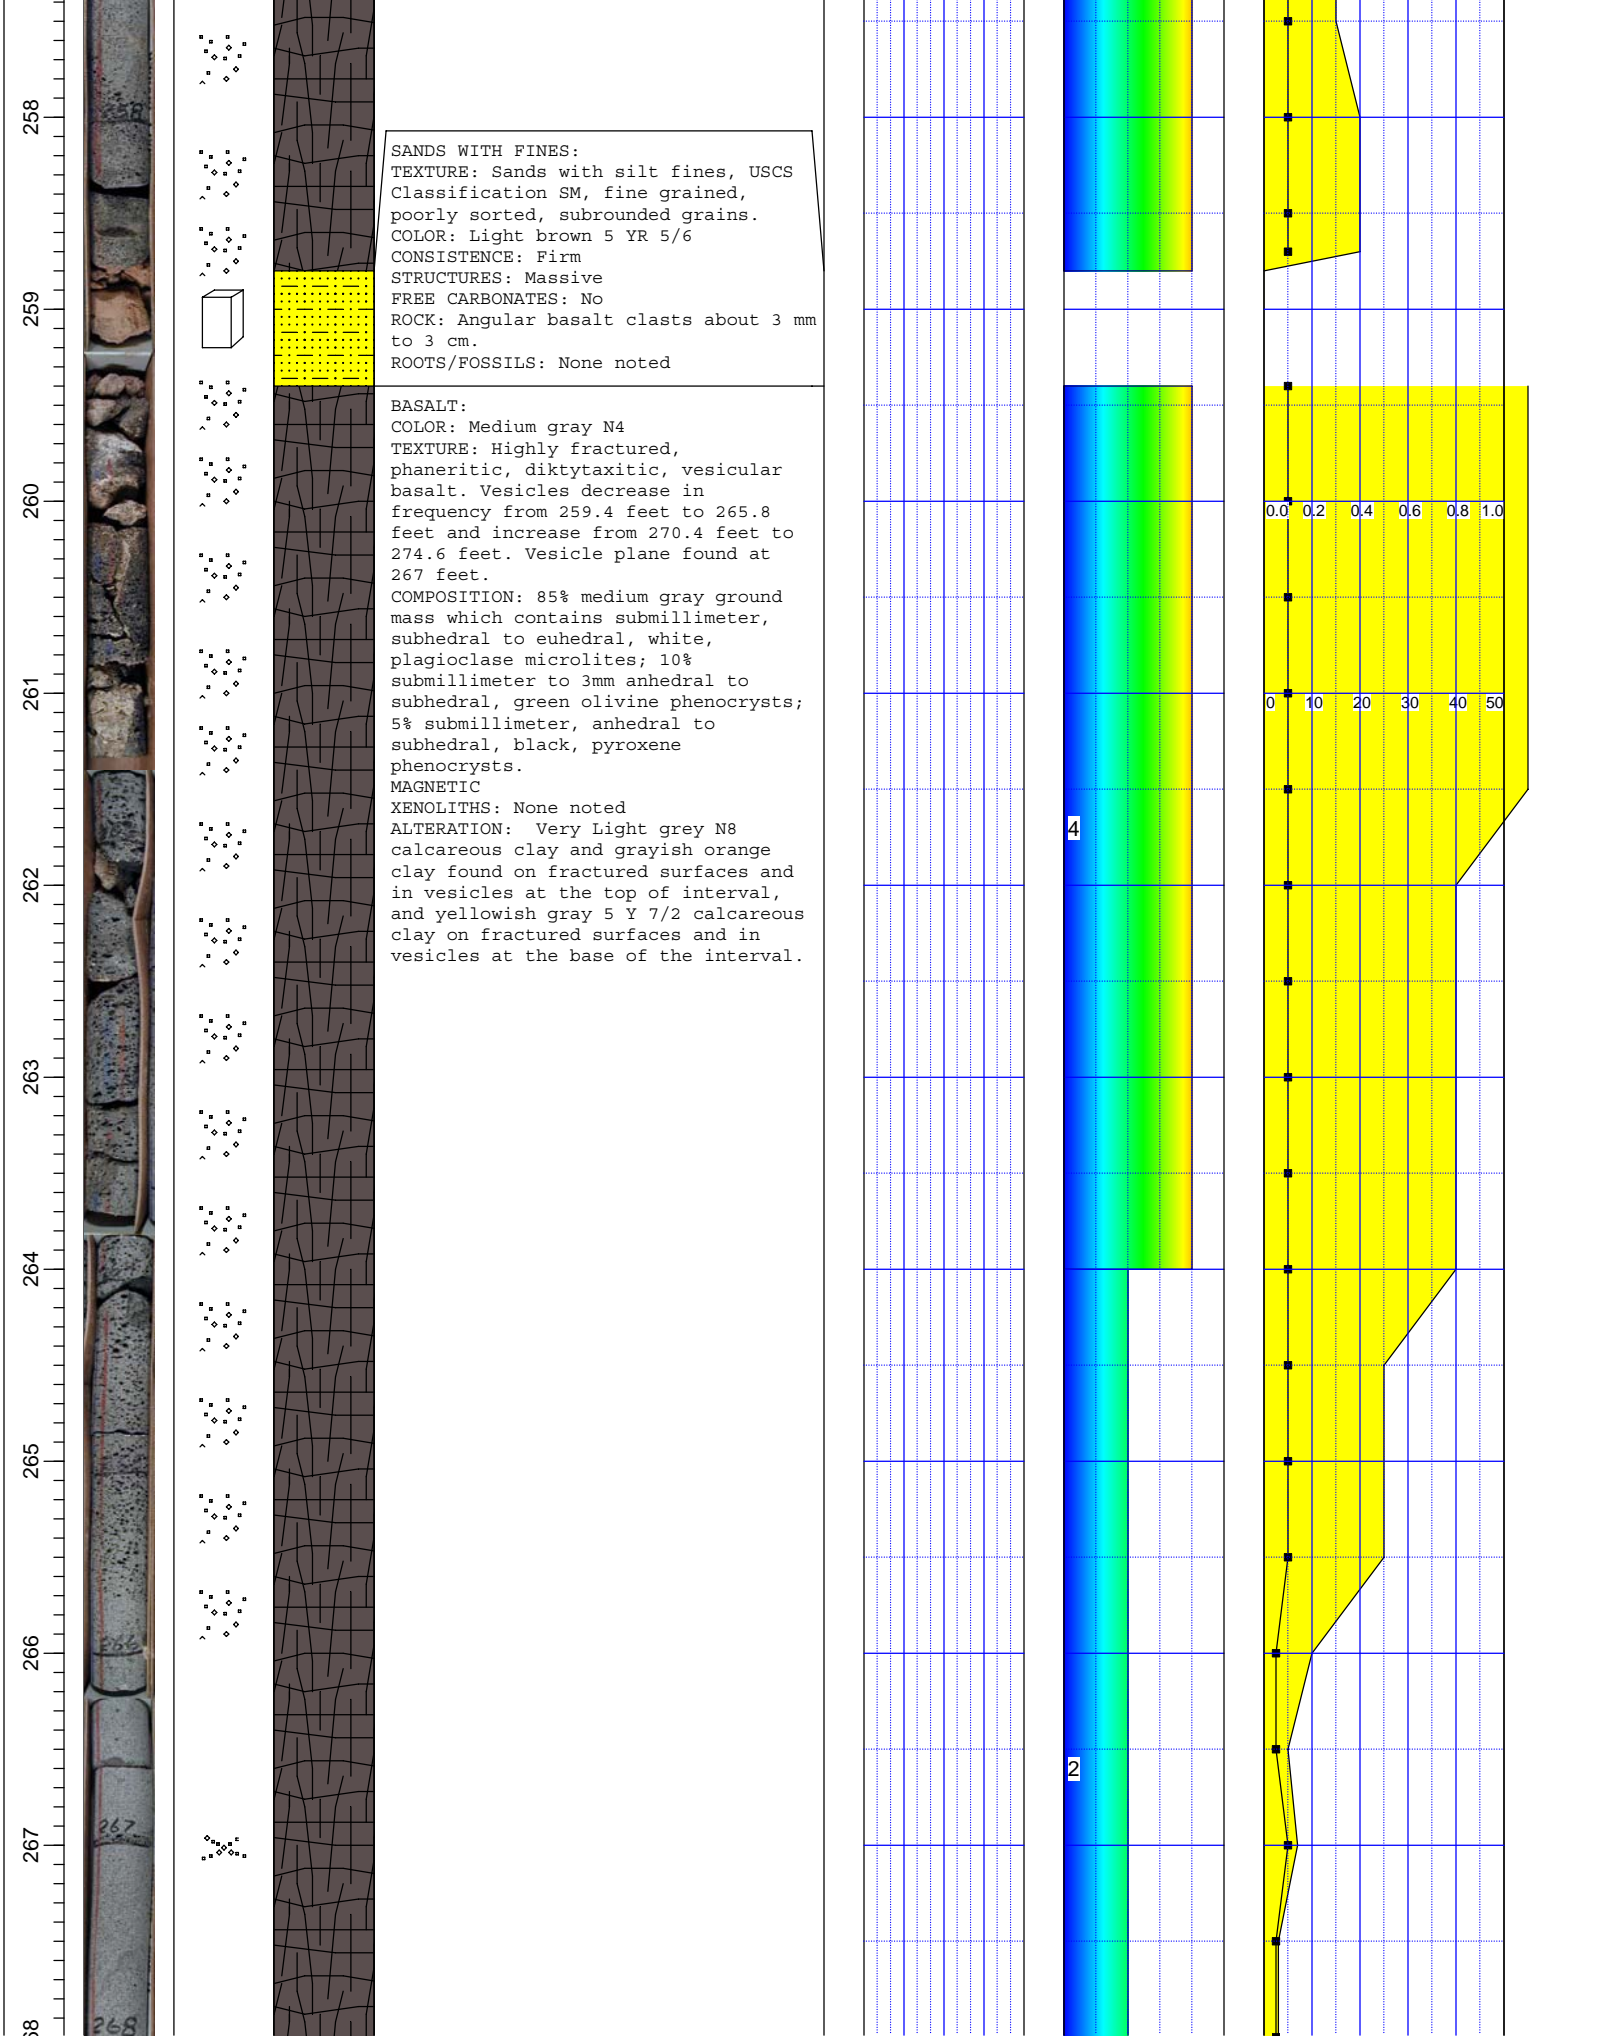 258
259
260
261
262
263
264
265
266
267
SANDS WITH FINES:
TEXTURE: Sands with silt fines, USCS
Classification SM, fine grained,
poorly sorted, subrounded grains.
COLOR: Light brown 5 YR 5/6
CONSISTENCE: Firm
STRUCTURES: Massive
FREE CARBONATES: No
ROCK: Angular basalt clasts about 3 mm
to 3 cm.
ROOTS/FOSSILS: None noted
BASALT:
COLOR: Medium gray N4
TEXTURE: Highly fractured,
phaneritic, diktytaxitic, vesicular
basalt. Vesicles decrease in
frequency from 259.4 feet to 265.8
feet and increase from 270.4 feet to
274.6 feet. Vesicle plane found at
267 feet.
COMPOSITION: 85% medium gray ground
mass which contains submillimeter,
subhedral to euhedral, white,
plagioclase microlites; 10%
submillimeter to 3mm anhedral to
subhedral, green olivine phenocrysts;
5% submillimeter, anhedral to
subhedral, black, pyroxene
phenocrysts.
MAGNETIC
XENOLITHS: None noted
ALTERATION:  Very Light grey N8
calcareous clay and grayish orange
clay found on fractured surfaces and
in vesicles at the top of interval,
and yellowish gray 5 Y 7/2 calcareous
clay on fractured surfaces and in
vesicles at the base of the interval.
4
2
0.0 0.2 0.4 0.6 0.8 1.0
0 10 20 30 40 50
258
266
267
268